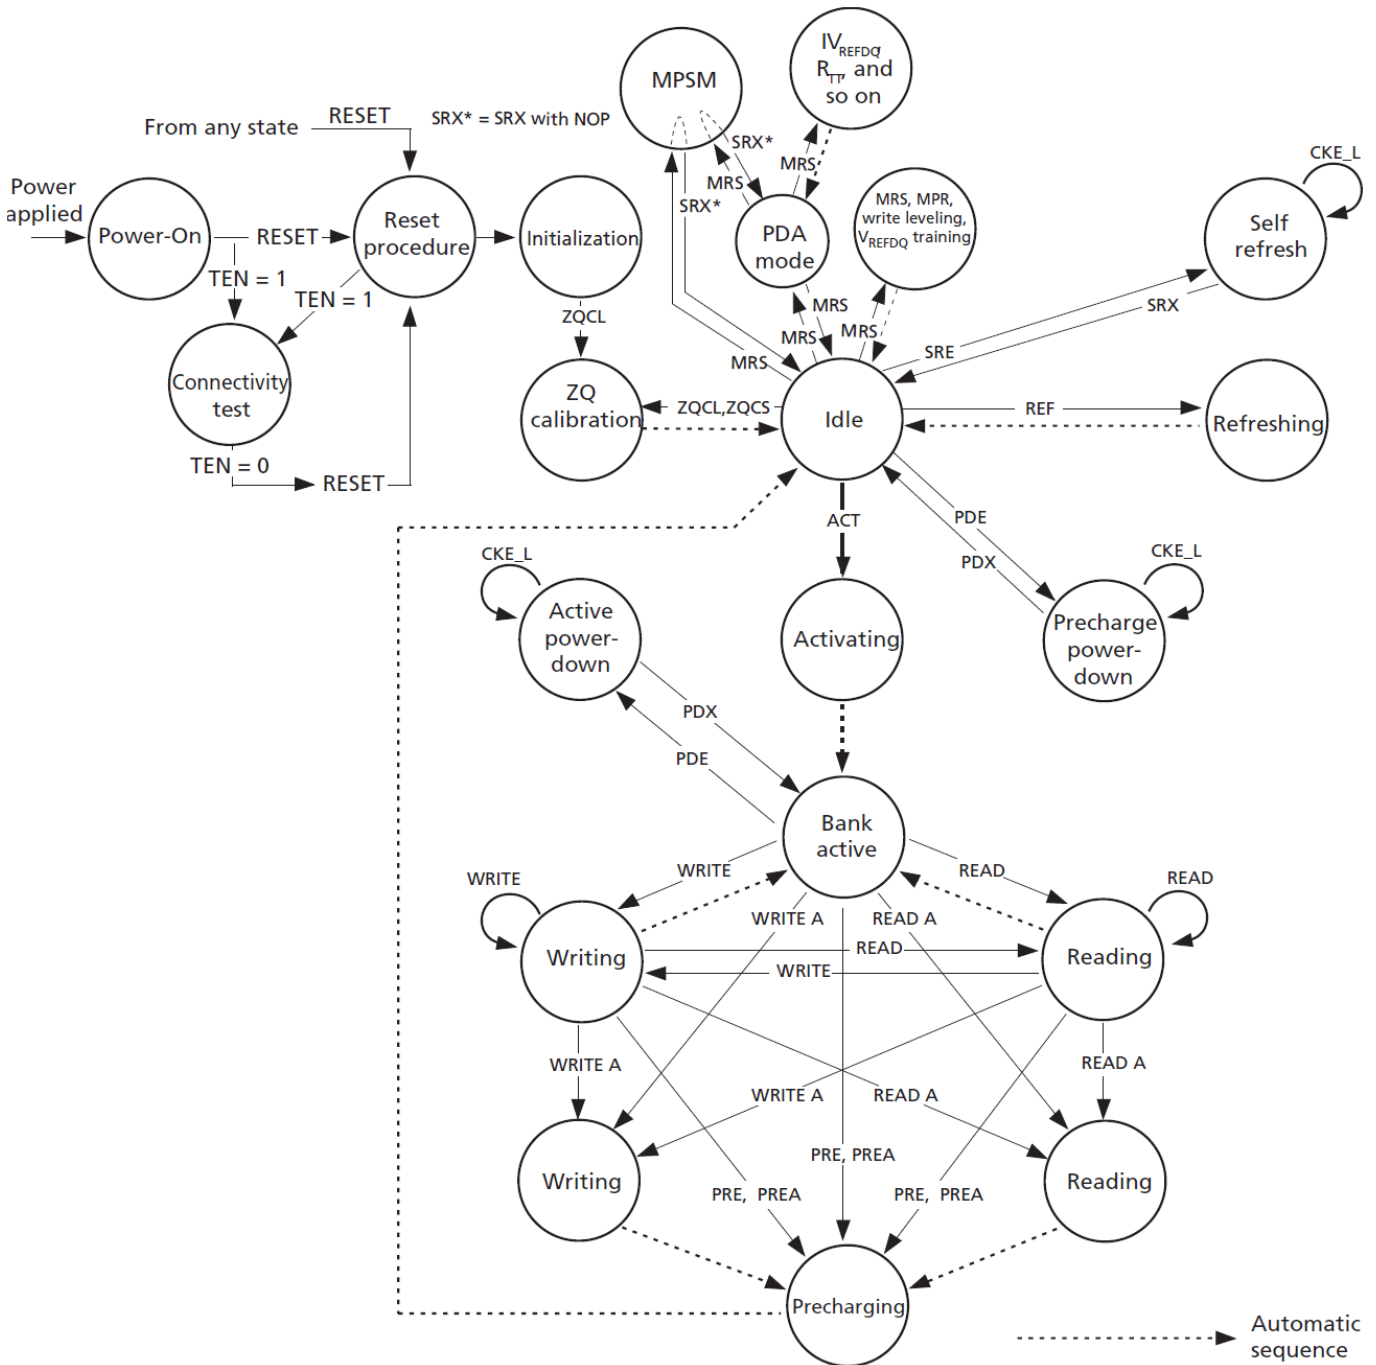 MPSM
IV REFDQ,
R TT, and
so on
From any state
RESET
SRX* = SRX with NOP
SRX*
MRS
MRS
CKE_L
Power
applied
Power-On
RESET
Reset
procedure
Initialization
SRX*
PDA
mode
MRS, MPR,
write leveling,
V REFDQ training
Self
refresh
TEN = 1
TEN = 1
ZQCL
MRS
MRS
MRS
MRS
SRX
SRE
Connectivity
test
ZQ
calibration
ZQCL,ZQCS
Idle
REF
Refreshing
TEN = 0
RESET
ACT
PDE
PDX
CKE_L
CKE_L
Active
power-
down
Activating
Precharge
power-
down
PDX
PDE
Bank
active
WRITE
READ
WRITE
READ
WRITE A
READ A
Writing
READ
Reading
WRITE
WRITE A
READ A
WRITE A
READ A
PRE, PREA
Writing
PRE, PREA
PRE, PREA
Reading
Precharging
Automatic
sequence